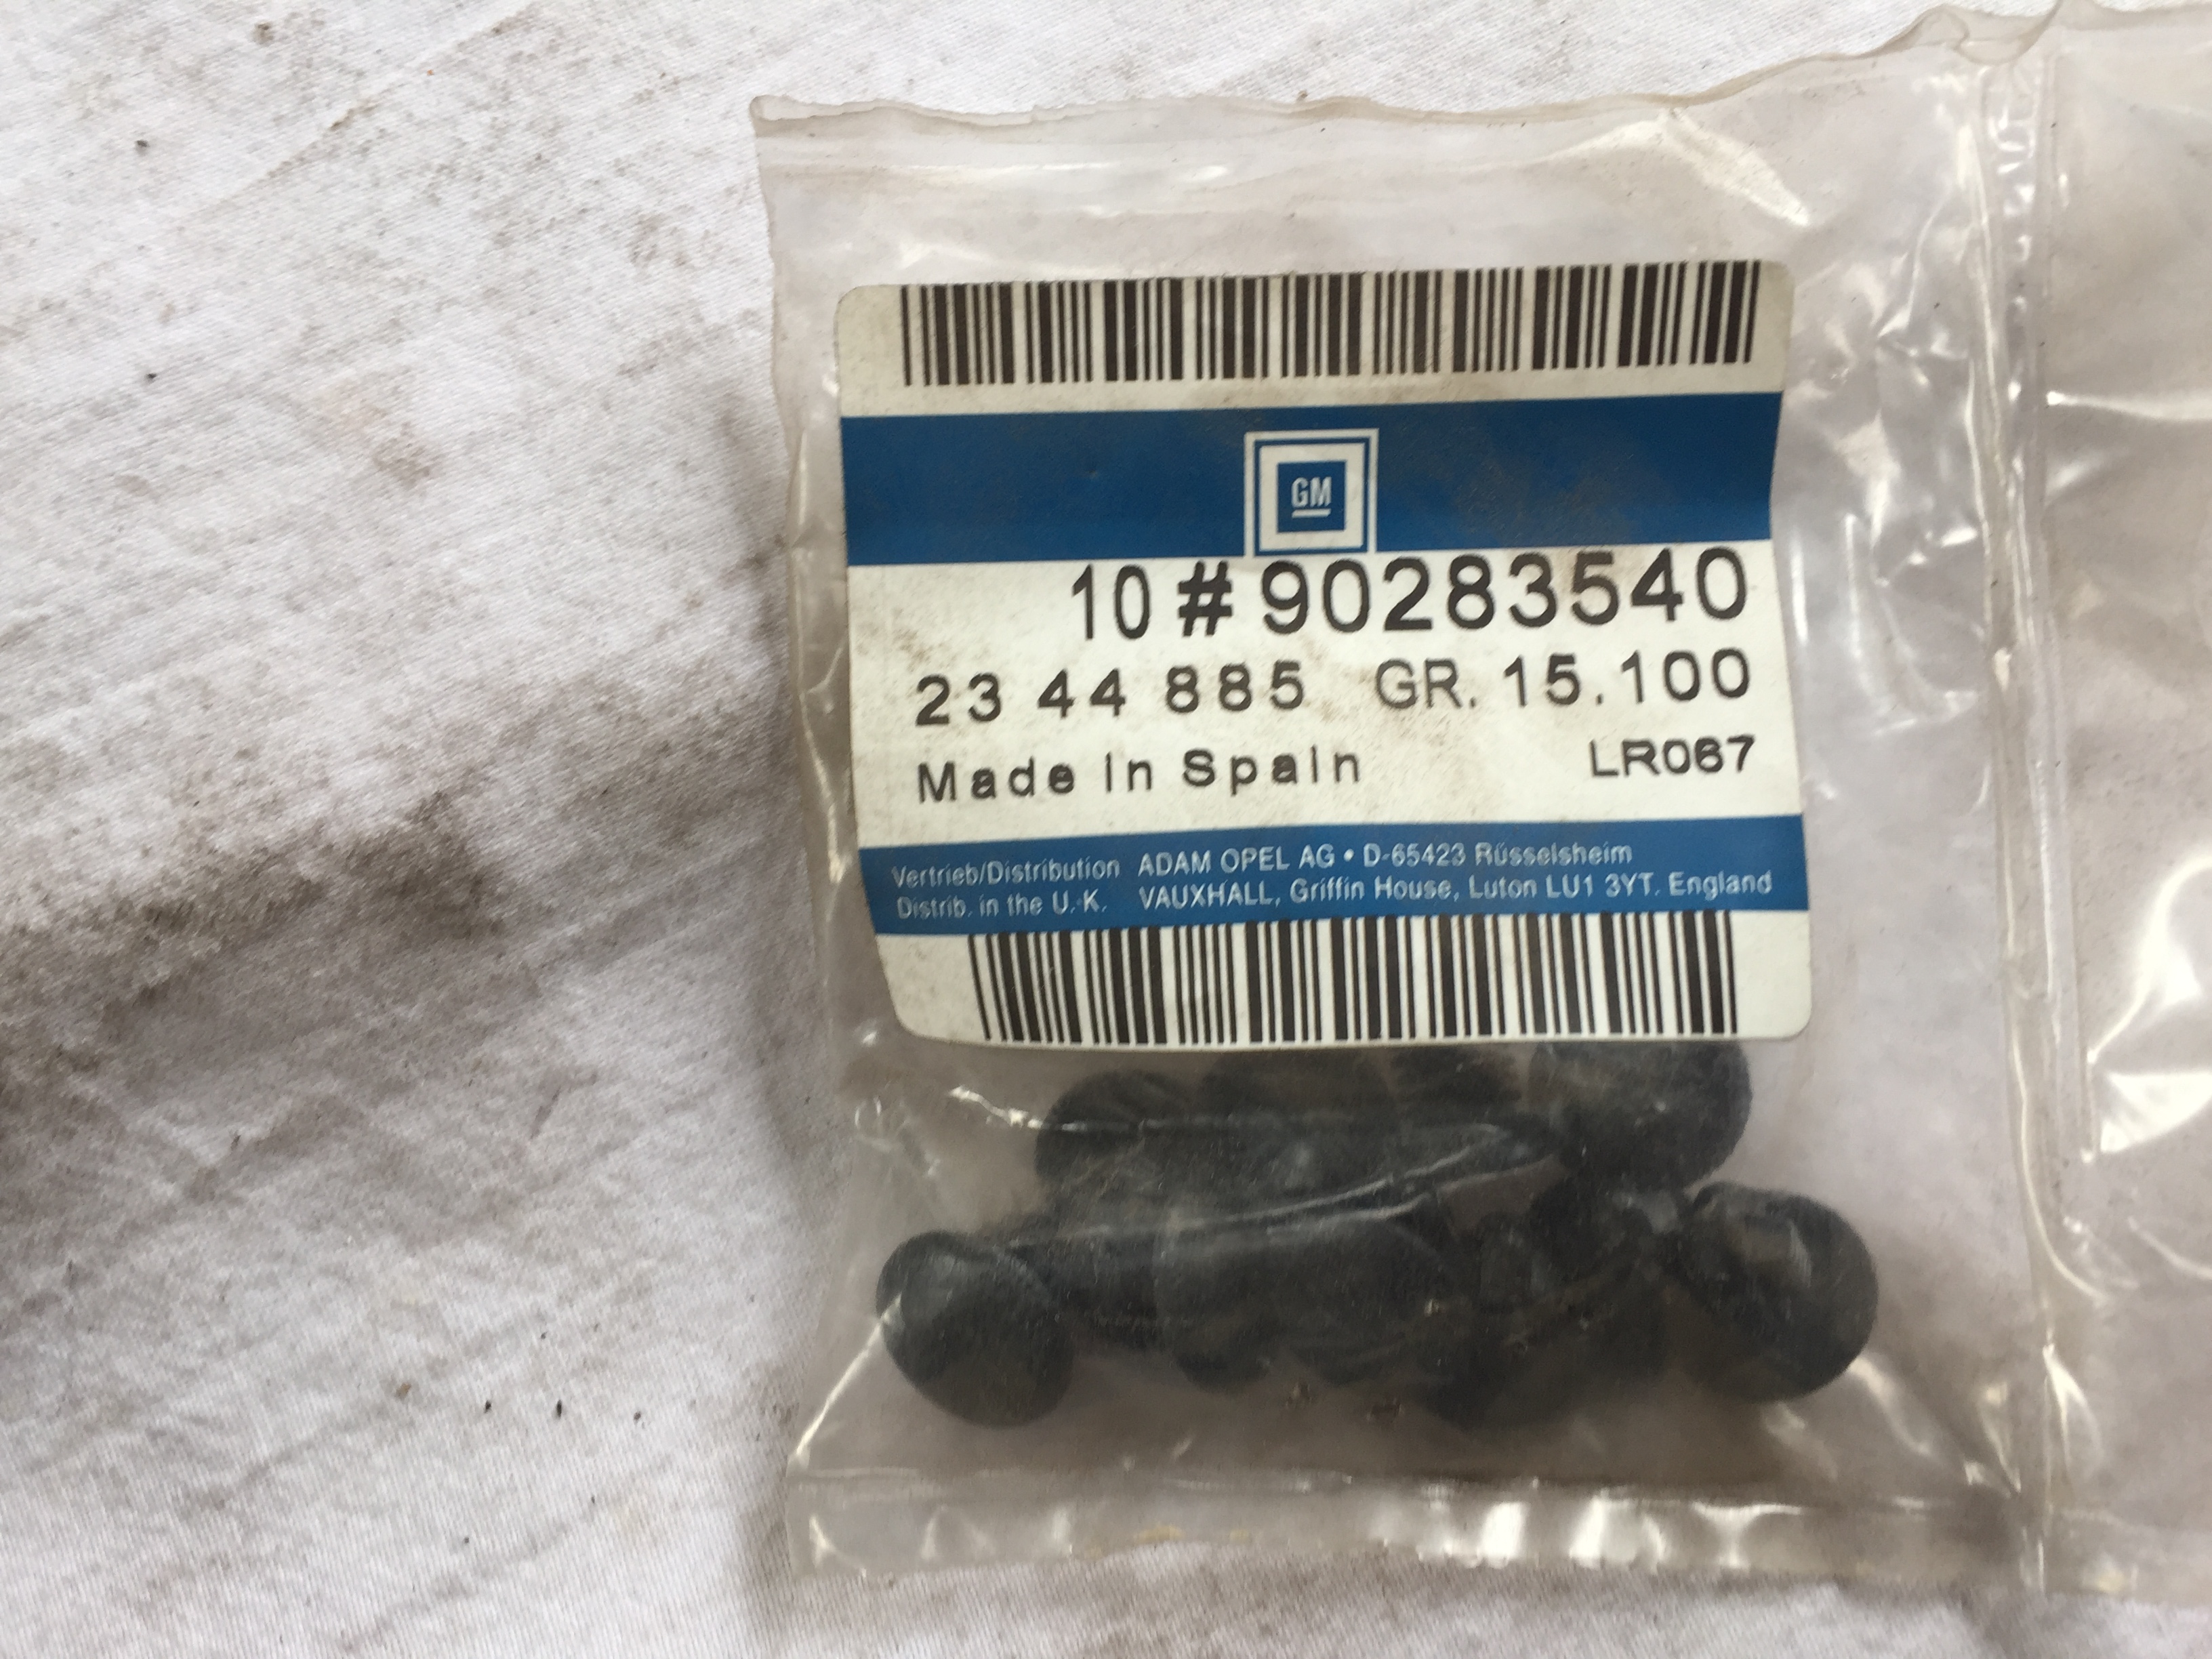 GM
10 # 90283540
23 44 885 GR. 15.100
Made in Spain LR067
Vertrieb/Distribution ADAM OPEL AG • D-65423 Rüsselsheim
Distrib. in the U.K. VAUXHALL, Griffin House, Luton LU1 3YT. England